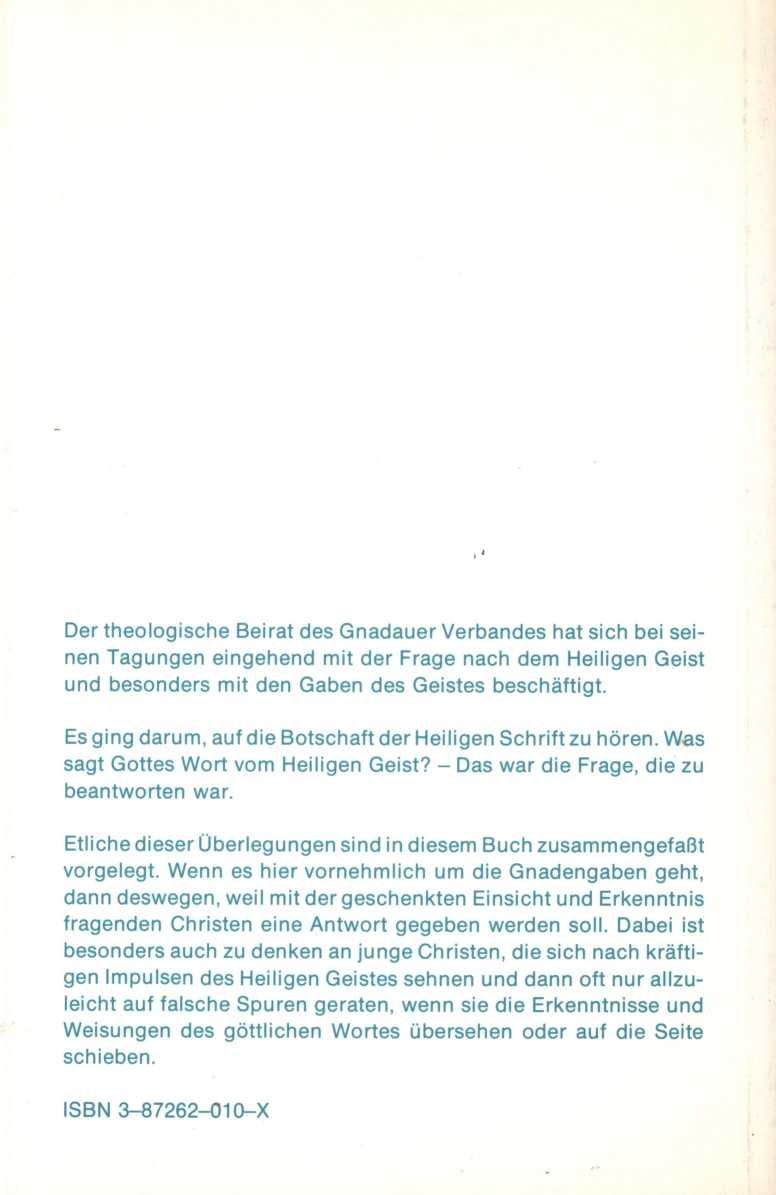 Der theologische Beirat des Gnadauer Verbandes hat sich bei sei-
nen Tagungen eingehend mit der Frage nach dem Heiligen Geist
und besonders mit den Gaben des Geistes beschäftigt.
Es ging darum, auf die Botschaft der Heiligen Schrift zu hören. Was
sagt Gottes Wort vom Heiligen Geist? – Das war die Frage, die zu
beantworten war.
Etliche dieser Überlegungen sind in diesem Buch zusammengefaßt
vorgelegt. Wenn es hier vornehmlich um die Gnadengaben geht,
dann deswegen, weil mit der geschenkten Einsicht und Erkenntnis
fragenden Christen eine Antwort gegeben werden soll. Dabei ist
besonders auch zu denken an junge Christen, die sich nach kräfti-
gen Impulsen des Heiligen Geistes sehnen und dann oft nur allzu-
leicht auf falsche Spuren geraten, wenn sie die Erkenntnisse und
Weisungen des göttlichen Wortes übersehen oder auf die Seite
schieben.
ISBN 3–87262–010–X